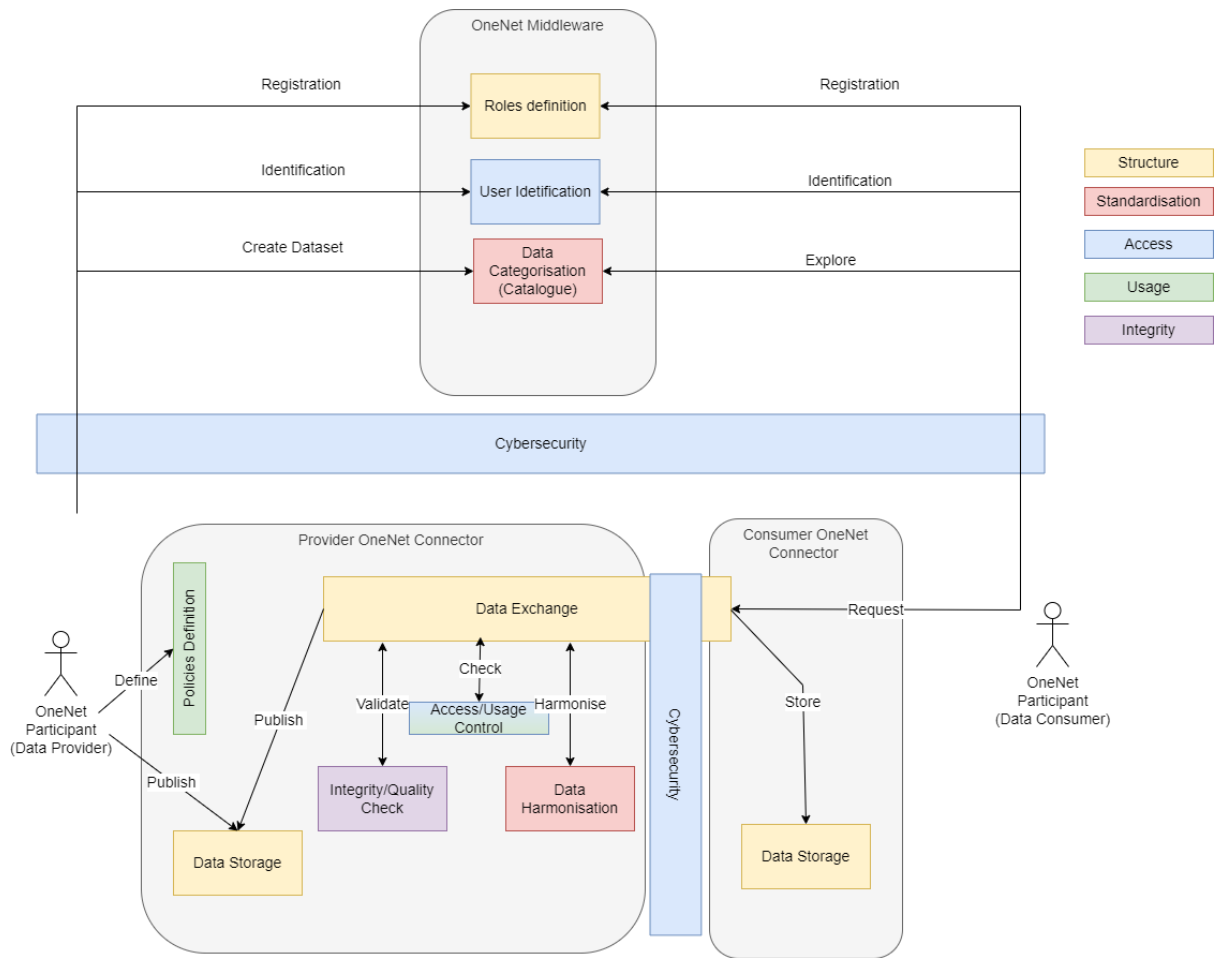 OneNet Middleware
Registration
Roles definition
Registration
Identification
User Idetification
Identification
Create Dataset
Data
Categorisation
(Catalogue)
Explore
Structure
Standardisation
Access
Usage
Integrity
Cybersecurity
Provider OneNet Connector
Consumer OneNet
Connector
Policies Definition
Data Exchange
Request
Define
Publish
Validate
Check
Access/Usage
Control
Harmonise
Store
OneNet
Participant
(Data Provider)
Publish
Integrity/Quality
Check
Data
Harmonisation
Cybersecurity
Data Storage
Data Storage
OneNet
Participant
(Data Consumer)